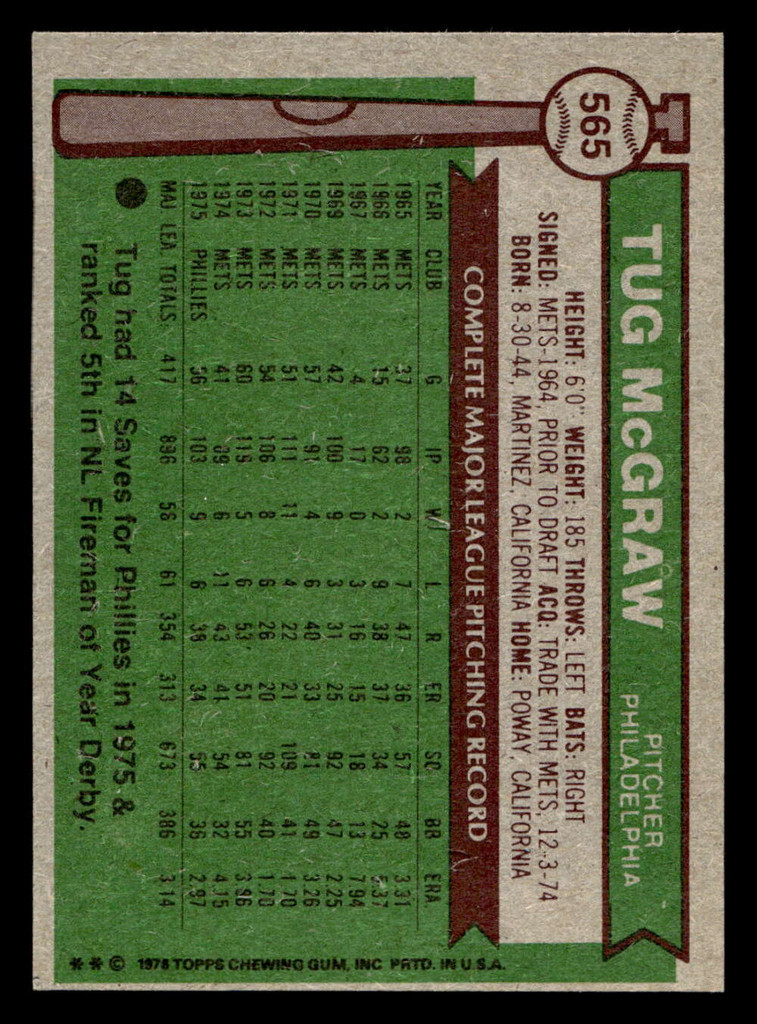 565
TUG McGRAW
PITCHER
PHILADELPHIA
HEIGHT: 6'0" WEIGHT: 185 THROWS: LEFT BATS: RIGHT
SIGNED: METS-1964, PRIOR TO DRAFT ACQ: TRADE WITH METS, 12-3-74
BORN: 8-30-44, MARTINEZ, CALIFORNIA HOME: POWAY, CALIFORNIA
COMPLETE MAJOR LEAGUE PITCHING RECORD
YEAR CLUB G IP W L R ER SO BB ERA
1965 METS 37 98 2 7 47 36 57 48 3.31
1966 METS 15 62 2 9 38 37 34 25 5.37
1967 METS 4 17 0 3 16 15 18 13 7.94
1969 METS 42 100 9 3 31 25 92 47 2.25
1970 METS 57 91 4 6 40 33 81 49 3.26
1971 METS 51 111 11 4 22 21 109 41 1.70
1972 METS 54 106 8 6 26 20 92 40 1.70
1973 METS 60 119 5 6 53 51 81 55 3.86
1974 METS 41 89 6 11 43 41 54 32 4.15
1975 PHILLIES 56 103 9 6 38 34 55 36 2.97
MAJ. LEA. TOTALS 417 896 56 61 354 313 673 386 3.14
Tug had 14 Saves for Phillies in 1975 &
ranked 5th in NL Fireman of Year Derby.
* * © 1976 TOPPS CHEWING GUM, INC. PRTD. IN U.S.A.